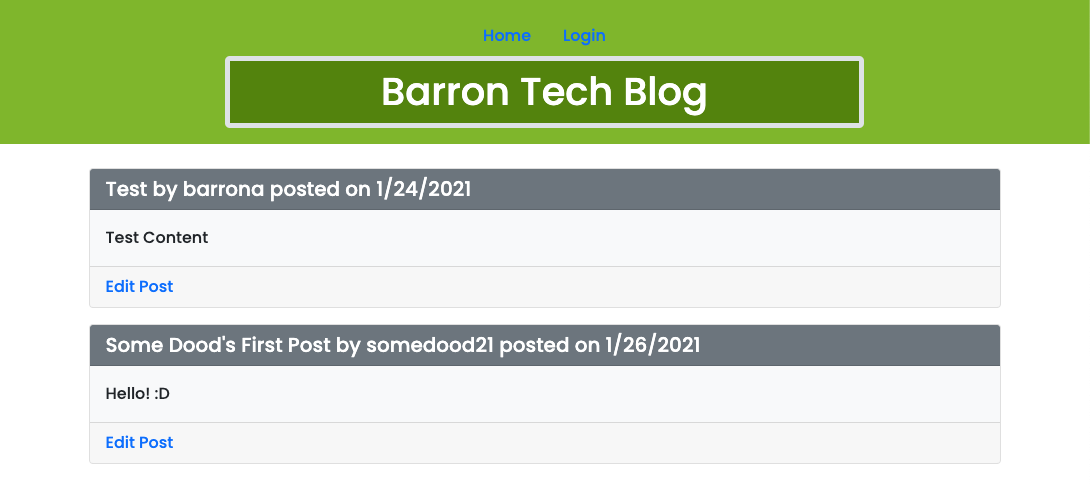 Home Login
Barron Tech Blog
Test by barrona posted on 1/24/2021
Test Content
Edit Post
Some Dood's First Post by somedood21 posted on 1/26/2021
Hello! :D
Edit Post